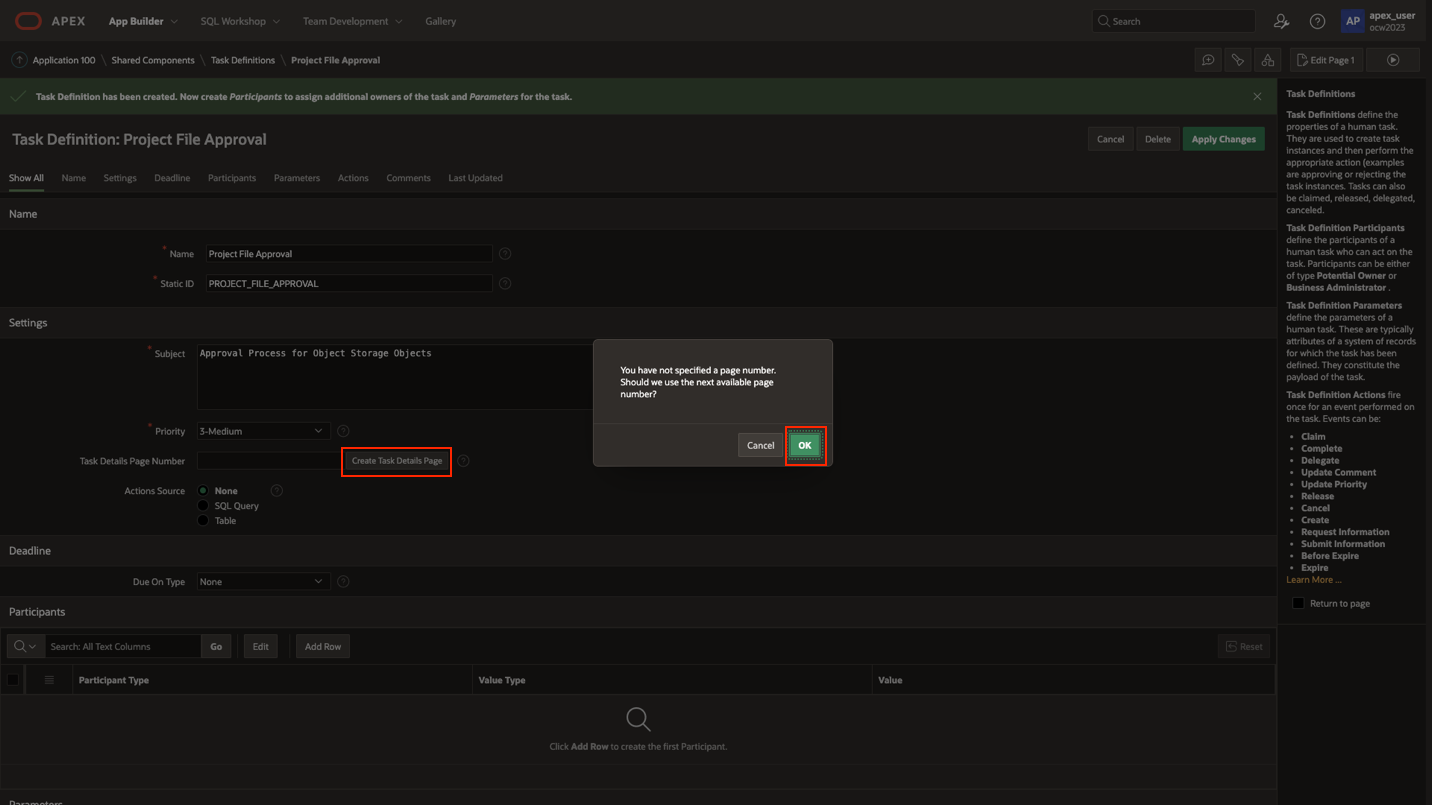 APEX
App Builder
SQL Workshop
Team Development
Gallery
Search
AP
apex_user
ocw2023
Application 100 \ Shared Components \ Task Definitions \ Project File Approval
Edit Page 1
Task Definition has been created. Now create Participants to assign additional owners of the task and Parameters for the task.
Task Definition: Project File Approval
Cancel
Delete
Apply Changes
Show All
Name
Settings
Deadline
Participants
Parameters
Actions
Comments
Last Updated
Name
* Name
Project File Approval
* Static ID
PROJECT_FILE_APPROVAL
Settings
* Subject
Approval Process for Object Storage Objects
* Priority
3-Medium
Task Details Page Number
Create Task Details Page
Actions Source
None
SQL Query
Table
Deadline
Due On Type
None
Participants
Search: All Text Columns
Go
Edit
Add Row
Reset
Participant Type
Value Type
Value
Click Add Row to create the first Participant.
Parameters
You have not specified a page number.
Should we use the next available page
number?
Cancel
OK
Task Definitions
Task Definitions define the
properties of a human task.
They are used to create task
instances and then perform the
appropriate action (examples
are approving or rejecting the
task instances. Tasks can also
be claimed, released, delegated,
canceled.
Task Definition Participants
define the participants of a
human task who can act on the
task. Participants can be either
of type Potential Owner or
Business Administrator .
Task Definition Parameters
define the parameters of a
human task. These are typically
attributes of a system of records
for which the task has been
defined. They constitute the
payload of the task.
Task Definition Actions fire
once for an event performed on
the task. Events can be:
• Claim
• Complete
• Delegate
• Update Comment
• Update Priority
• Release
• Cancel
• Create
• Request Information
• Submit Information
• Before Expire
• Expire
Learn More ...
Return to page